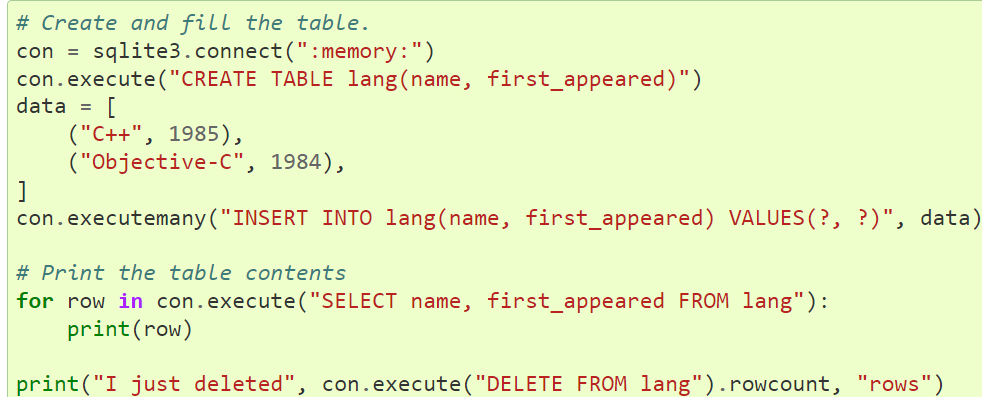 # Create and fill the table.
con = sqlite3.connect(":memory:")
con.execute("CREATE TABLE lang(name, first_appeared)")
data = [
    ("C++", 1985),
    ("Objective-C", 1984),
]
con.executemany("INSERT INTO lang(name, first_appeared) VALUES(?, ?)", data)

# Print the table contents
for row in con.execute("SELECT name, first_appeared FROM lang"):
    print(row)

print("I just deleted", con.execute("DELETE FROM lang").rowcount, "rows")